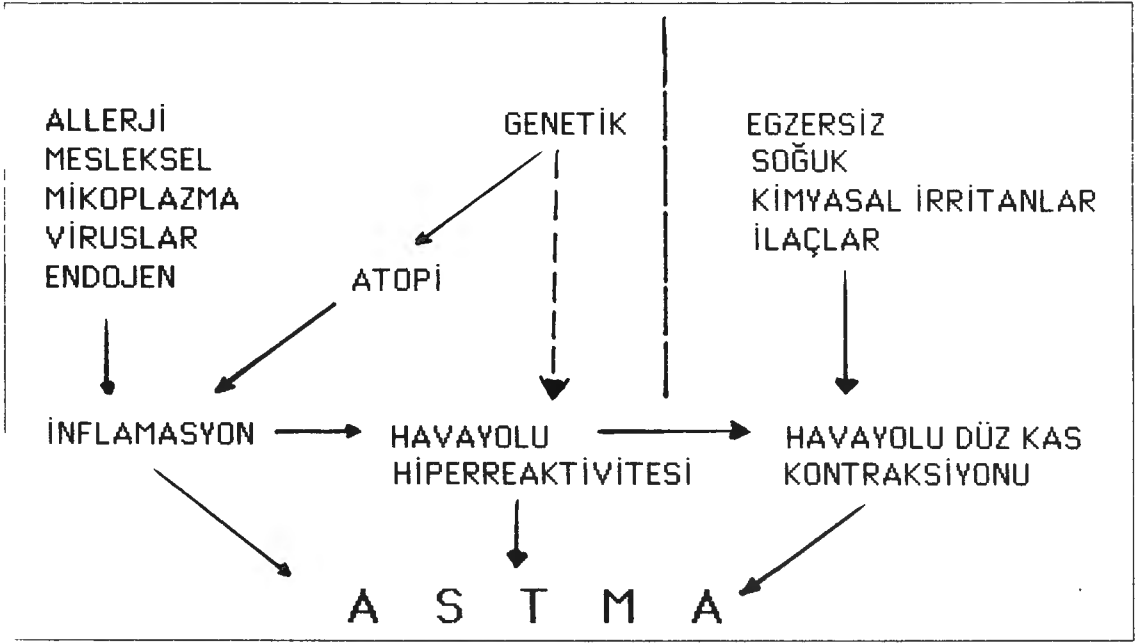 ALLERJİ
MESLEKSEL
MİKOPLAZMA
VİRUSLAR
ENDOJEN
GENETİK
ATOPİ
EGZERSİZ
SOĞUK
KİMYASAL İRRİTANLAR
İLAÇLAR
İNFLAMASYON
HAVAYOLU
HİPERREAKTİVİTESİ
HAVAYOLU DÜZ KAS
KONTRAKSİYONU
A S T M A